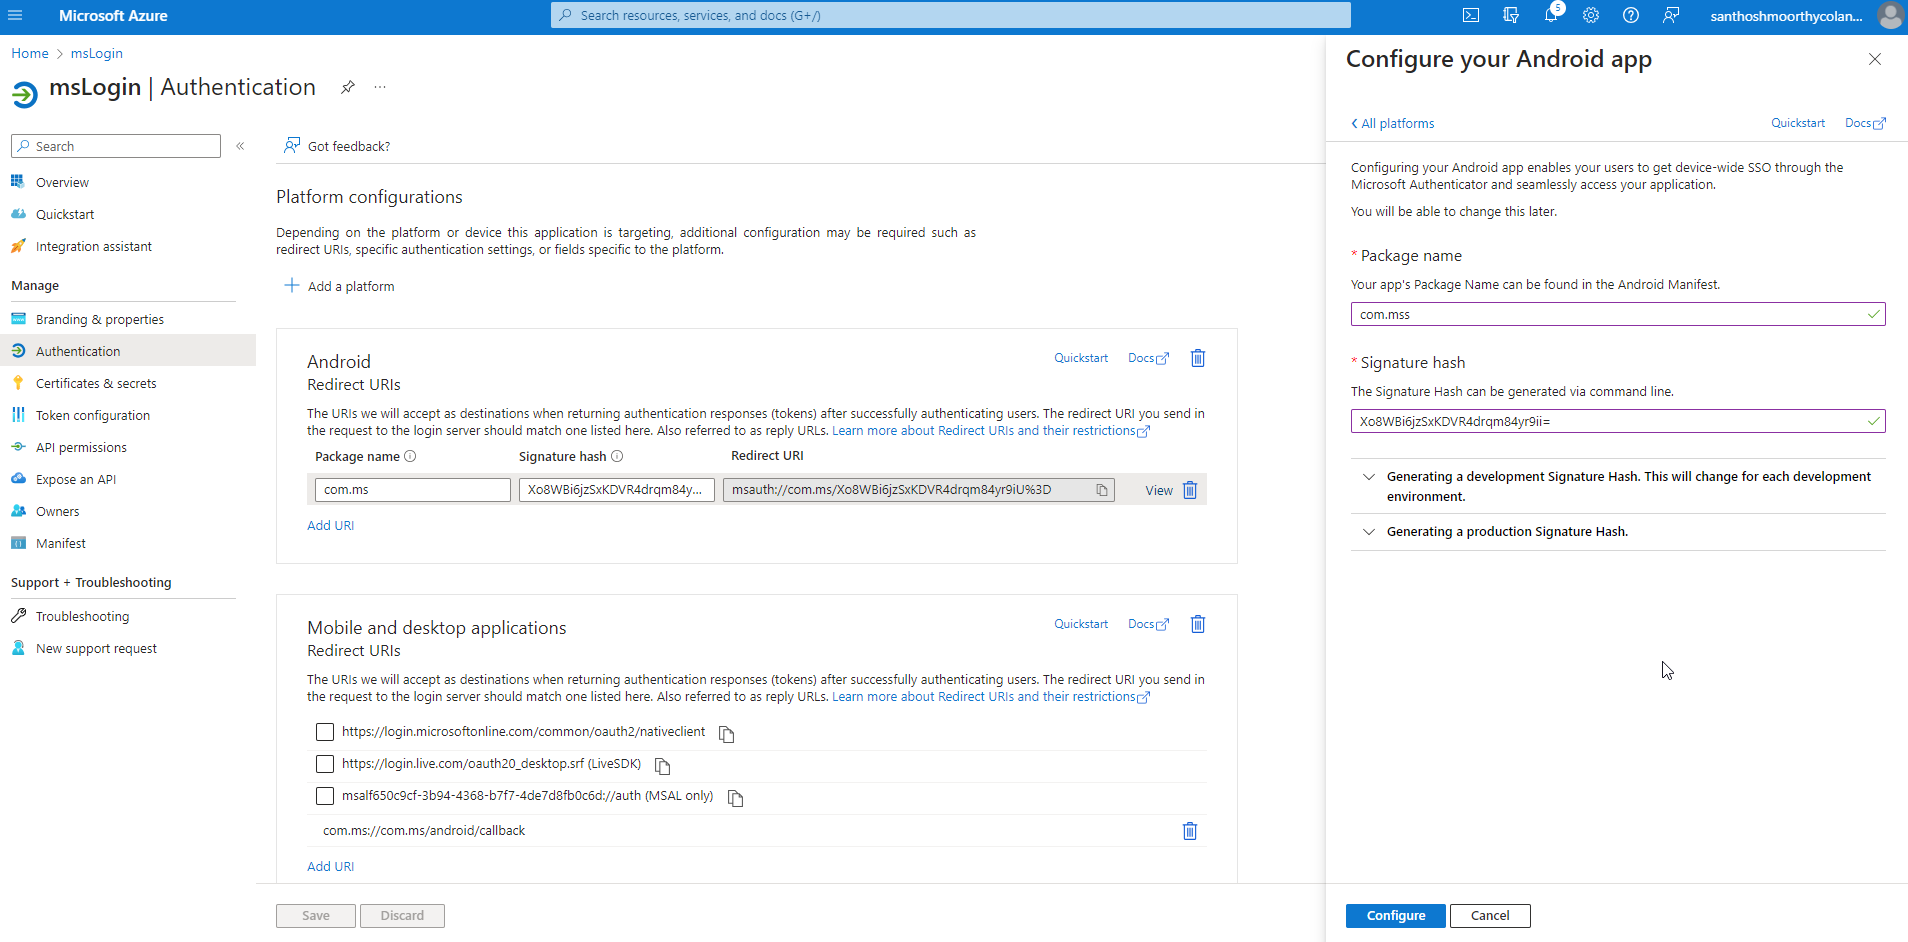 Microsoft Azure
Search resources, services, and docs (G+/)
5
santhoshmoorthycolan...
Home > msLogin
msLogin | Authentication
...
Search
«
Overview
Quickstart
Integration assistant
Manage
Branding & properties
Authentication
Certificates & secrets
Token configuration
API permissions
Expose an API
Owners
Manifest
Support + Troubleshooting
Troubleshooting
New support request
Got feedback?
Platform configurations
Depending on the platform or device this application is targeting, additional configuration may be required such as
redirect URIs, specific authentication settings, or fields specific to the platform.
+ Add a platform
Android
Quickstart Docs
Redirect URIs
The URIs we will accept as destinations when returning authentication responses (tokens) after successfully authenticating users. The redirect URI you send in
the request to the login server should match one listed here. Also referred to as reply URLs. Learn more about Redirect URIs and their restrictions
Package name Signature hash Redirect URI
com.ms Xo8WBi6jzSxKDVR4drqm84y... msauth://com.ms/Xo8WBi6jzSxKDVR4drqm84yr9iU%3D View
Add URI
Mobile and desktop applications
Quickstart Docs
Redirect URIs
The URIs we will accept as destinations when returning authentication responses (tokens) after successfully authenticating users. The redirect URI you send in
the request to the login server should match one listed here. Also referred to as reply URLs. Learn more about Redirect URIs and their restrictions
https://login.microsoftonline.com/common/oauth2/nativeclient
https://login.live.com/oauth20_desktop.srf (LiveSDK)
msalf650c9cf-3b94-4368-b7f7-4de7d8fb0c6d://auth (MSAL only)
com.ms://com.ms/android/callback
Add URI
Save Discard
Configure your Android app
All platforms
Quickstart Docs
Configuring your Android app enables your users to get device-wide SSO through the
Microsoft Authenticator and seamlessly access your application.
You will be able to change this later.
* Package name
Your app's Package Name can be found in the Android Manifest.
com.mss
* Signature hash
The Signature Hash can be generated via command line.
Xo8WBi6jzSxKDVR4drqm84yr9ii=
Generating a development Signature Hash. This will change for each development
environment.
Generating a production Signature Hash.
Configure Cancel